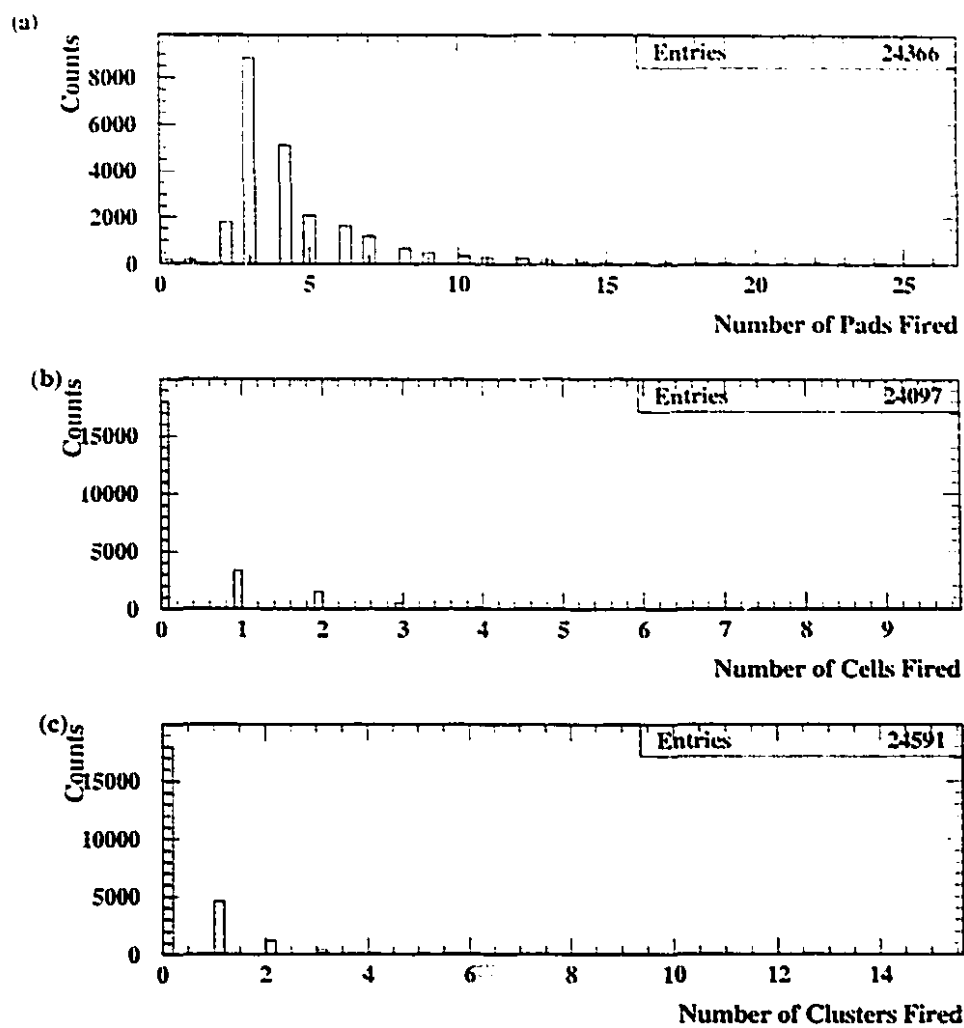 (a)
Entries 24366
Counts
8000
6000
4000
2000
0
0 5 10 15 20 25
Number of Pads Fired
(b)
Entries 24097
Counts
15000
10000
5000
0
0 1 2 3 4 5 6 7 8 9
Number of Cells Fired
(c)
Entries 24591
Counts
15000
10000
5000
0
0 2 4 6 8 10 12 14
Number of Clusters Fired